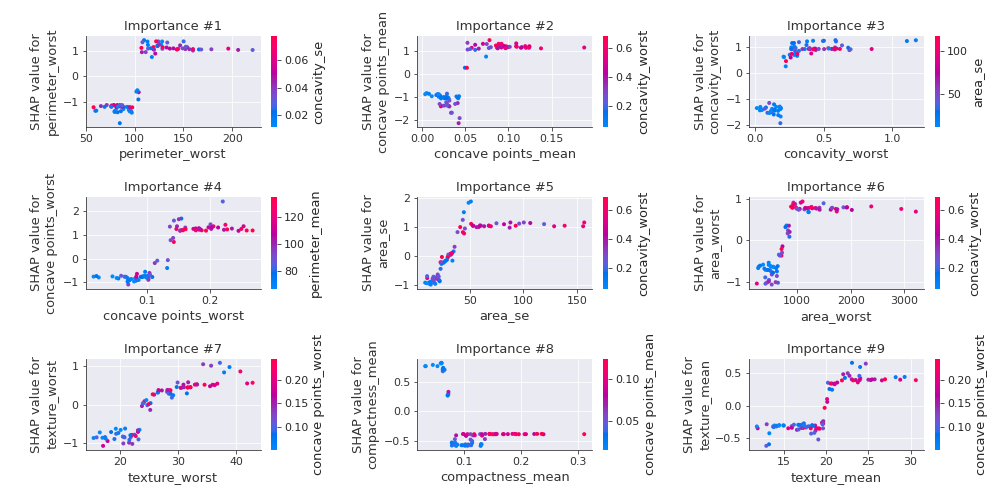 Importance #1
SHAP value for
perimeter_worst
1
0
−1
50
100
150
200
perimeter_worst
0.06
0.04
0.02
concavity_se
Importance #2
SHAP value for
concave points_mean
1
0
−1
−2
0.00
0.05
0.10
0.15
concave points_mean
0.6
0.4
0.2
concavity_worst
Importance #3
SHAP value for
concavity_worst
1
0
−1
−2
0.0
0.5
1.0
concavity_worst
100
50
area_se
Importance #4
SHAP value for
concave points_worst
2
1
0
−1
0.1
0.2
concave points_worst
120
100
80
perimeter_mean
Importance #5
SHAP value for
area_se
2
1
0
−1
50
100
150
area_se
0.6
0.4
0.2
concavity_worst
Importance #6
SHAP value for
area_worst
1
0
−1
1000
2000
3000
area_worst
0.6
0.4
0.2
concavity_worst
Importance #7
SHAP value for
texture_worst
1
0
−1
20
30
40
texture_worst
0.20
0.10
concave points_worst
Importance #8
SHAP value for
compactness_mean
0.5
0.0
−0.5
0.1
0.2
0.3
compactness_mean
0.10
0.05
concave points_mean
Importance #9
SHAP value for
texture_mean
0.5
0.0
−0.5
15
20
25
30
texture_mean
0.20
0.10
concave points_worst